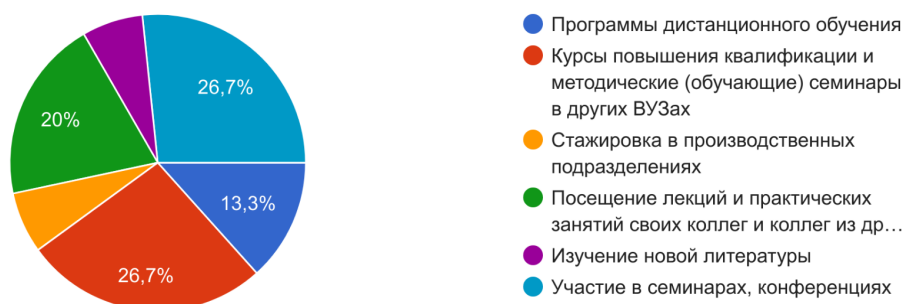 26,7%
20%
13,3%
26,7%
Программы дистанционного обучения
Курсы повышения квалификации и
методические (обучающие) семинары
в других ВУЗах
Стажировка в производственных
подразделениях
Посещение лекций и практических
занятий своих коллег и коллег из др…
Изучение новой литературы
Участие в семинарах, конференциях